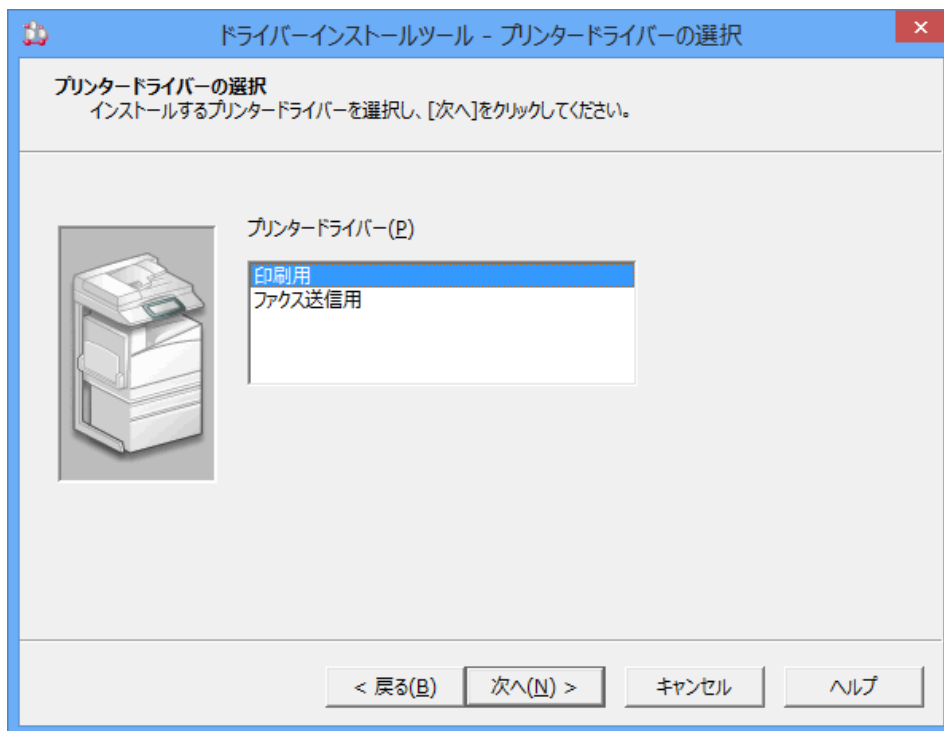 ドライバーインストールツール - プリンタードライバーの選択
プリンタードライバーの選択
インストールするプリンタードライバーを選択し、[次へ]をクリックしてください。
プリンタードライバー(P)
印刷用
ファクス送信用
< 戻る(B)
次へ(N) >
キャンセル
ヘルプ